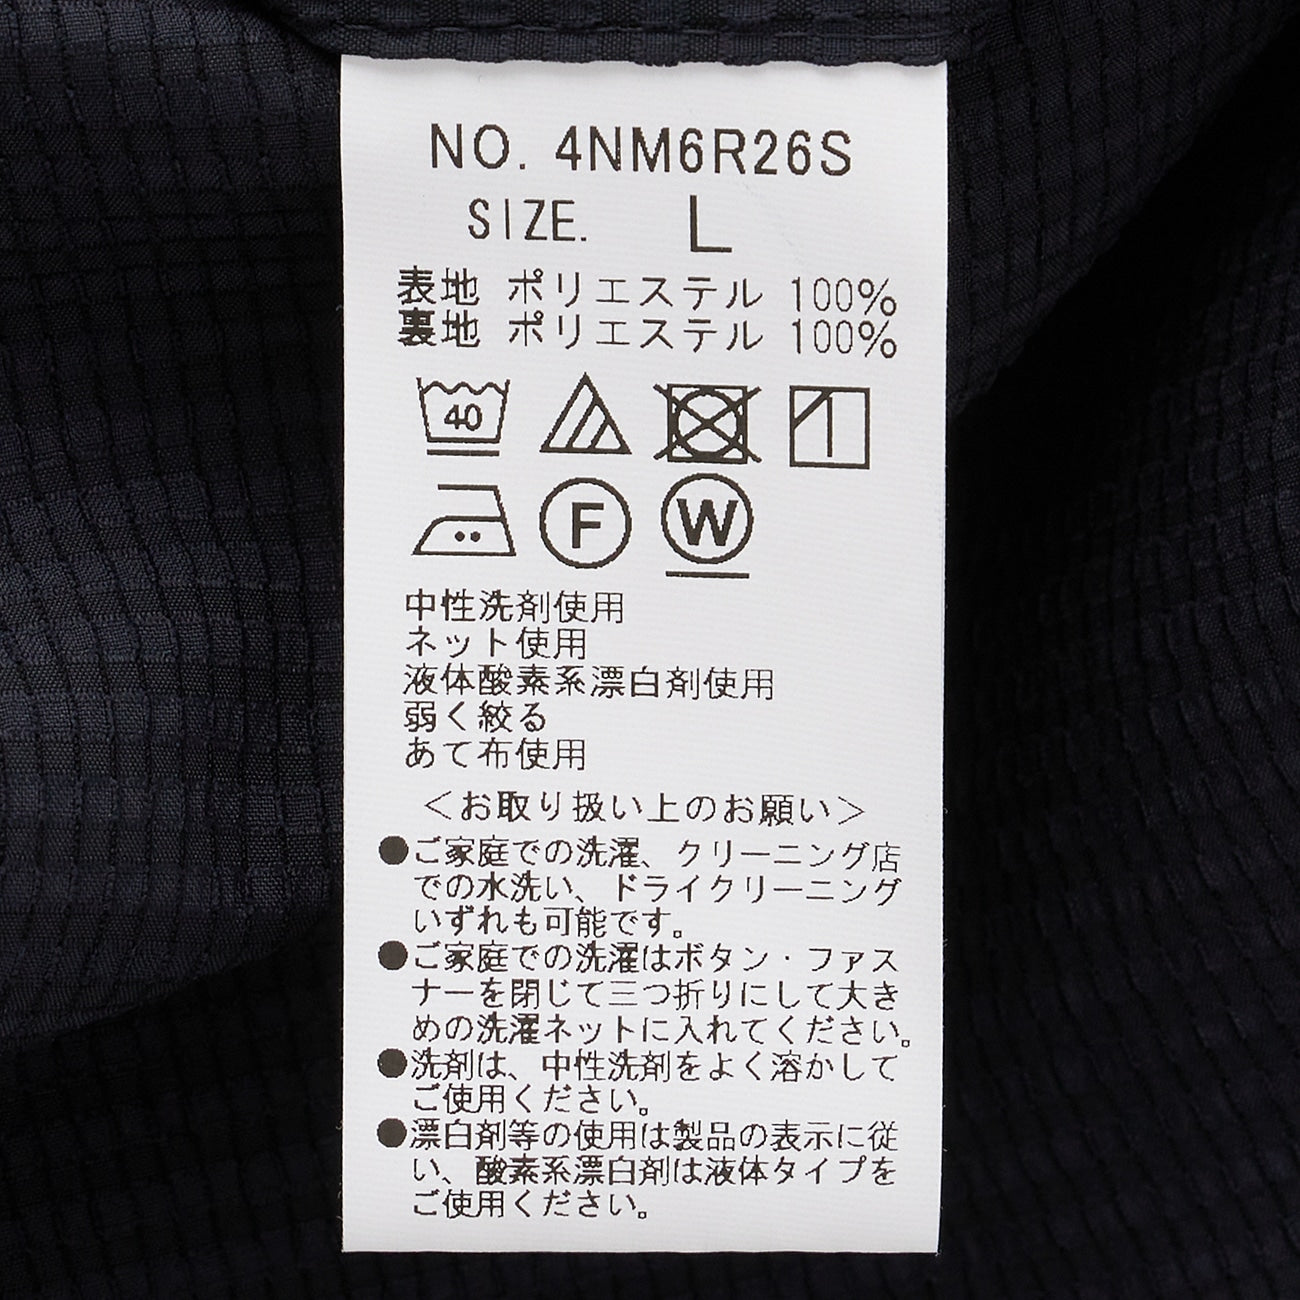 NO. 4NM6R26S
SIZE. L
表地 ポリエステル 100%
裏地 ポリエステル 100%
40
F W
中性洗剤使用
ネット使用
液体酸素系漂白剤使用
弱く絞る
あて布使用
＜お取り扱い上のお願い＞
●ご家庭での洗濯、クリーニング店
での水洗い、ドライクリーニング
いずれも可能です。
●ご家庭での洗濯はボタン・ファス
ナーを閉じて三つ折りにして大き
めの洗濯ネットに入れてください。
●洗剤は、中性洗剤をよく溶かして
ご使用ください。
●漂白剤等の使用は製品の表示に従
い、酸素系漂白剤は液体タイプを
ご使用ください。